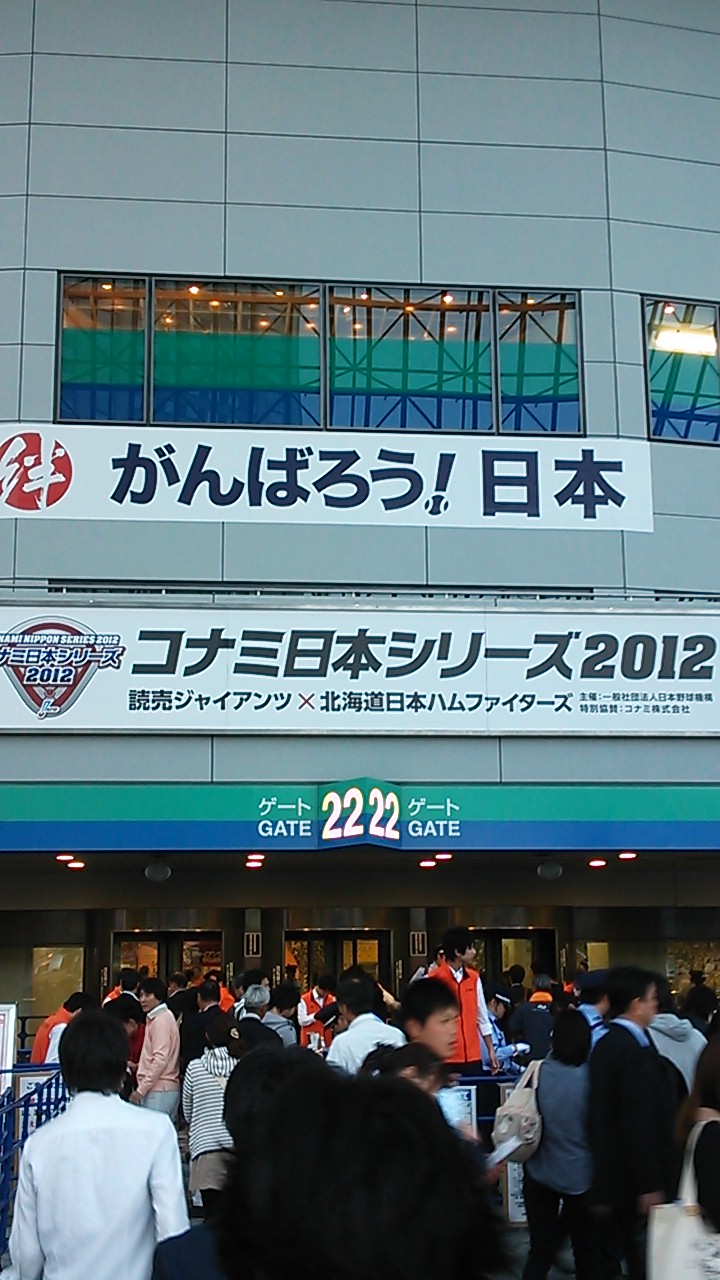 絆 がんばろう!日本
KONAMI NIPPON SERIES 2012
コナミ日本シリーズ
2012
コナミ日本シリーズ2012
読売ジャイアンツ×北海道日本ハムファイターズ
主催:一般社団法人日本野球機構
特別協賛:コナミ株式会社
ゲート 22 22 ゲート
GATE GATE